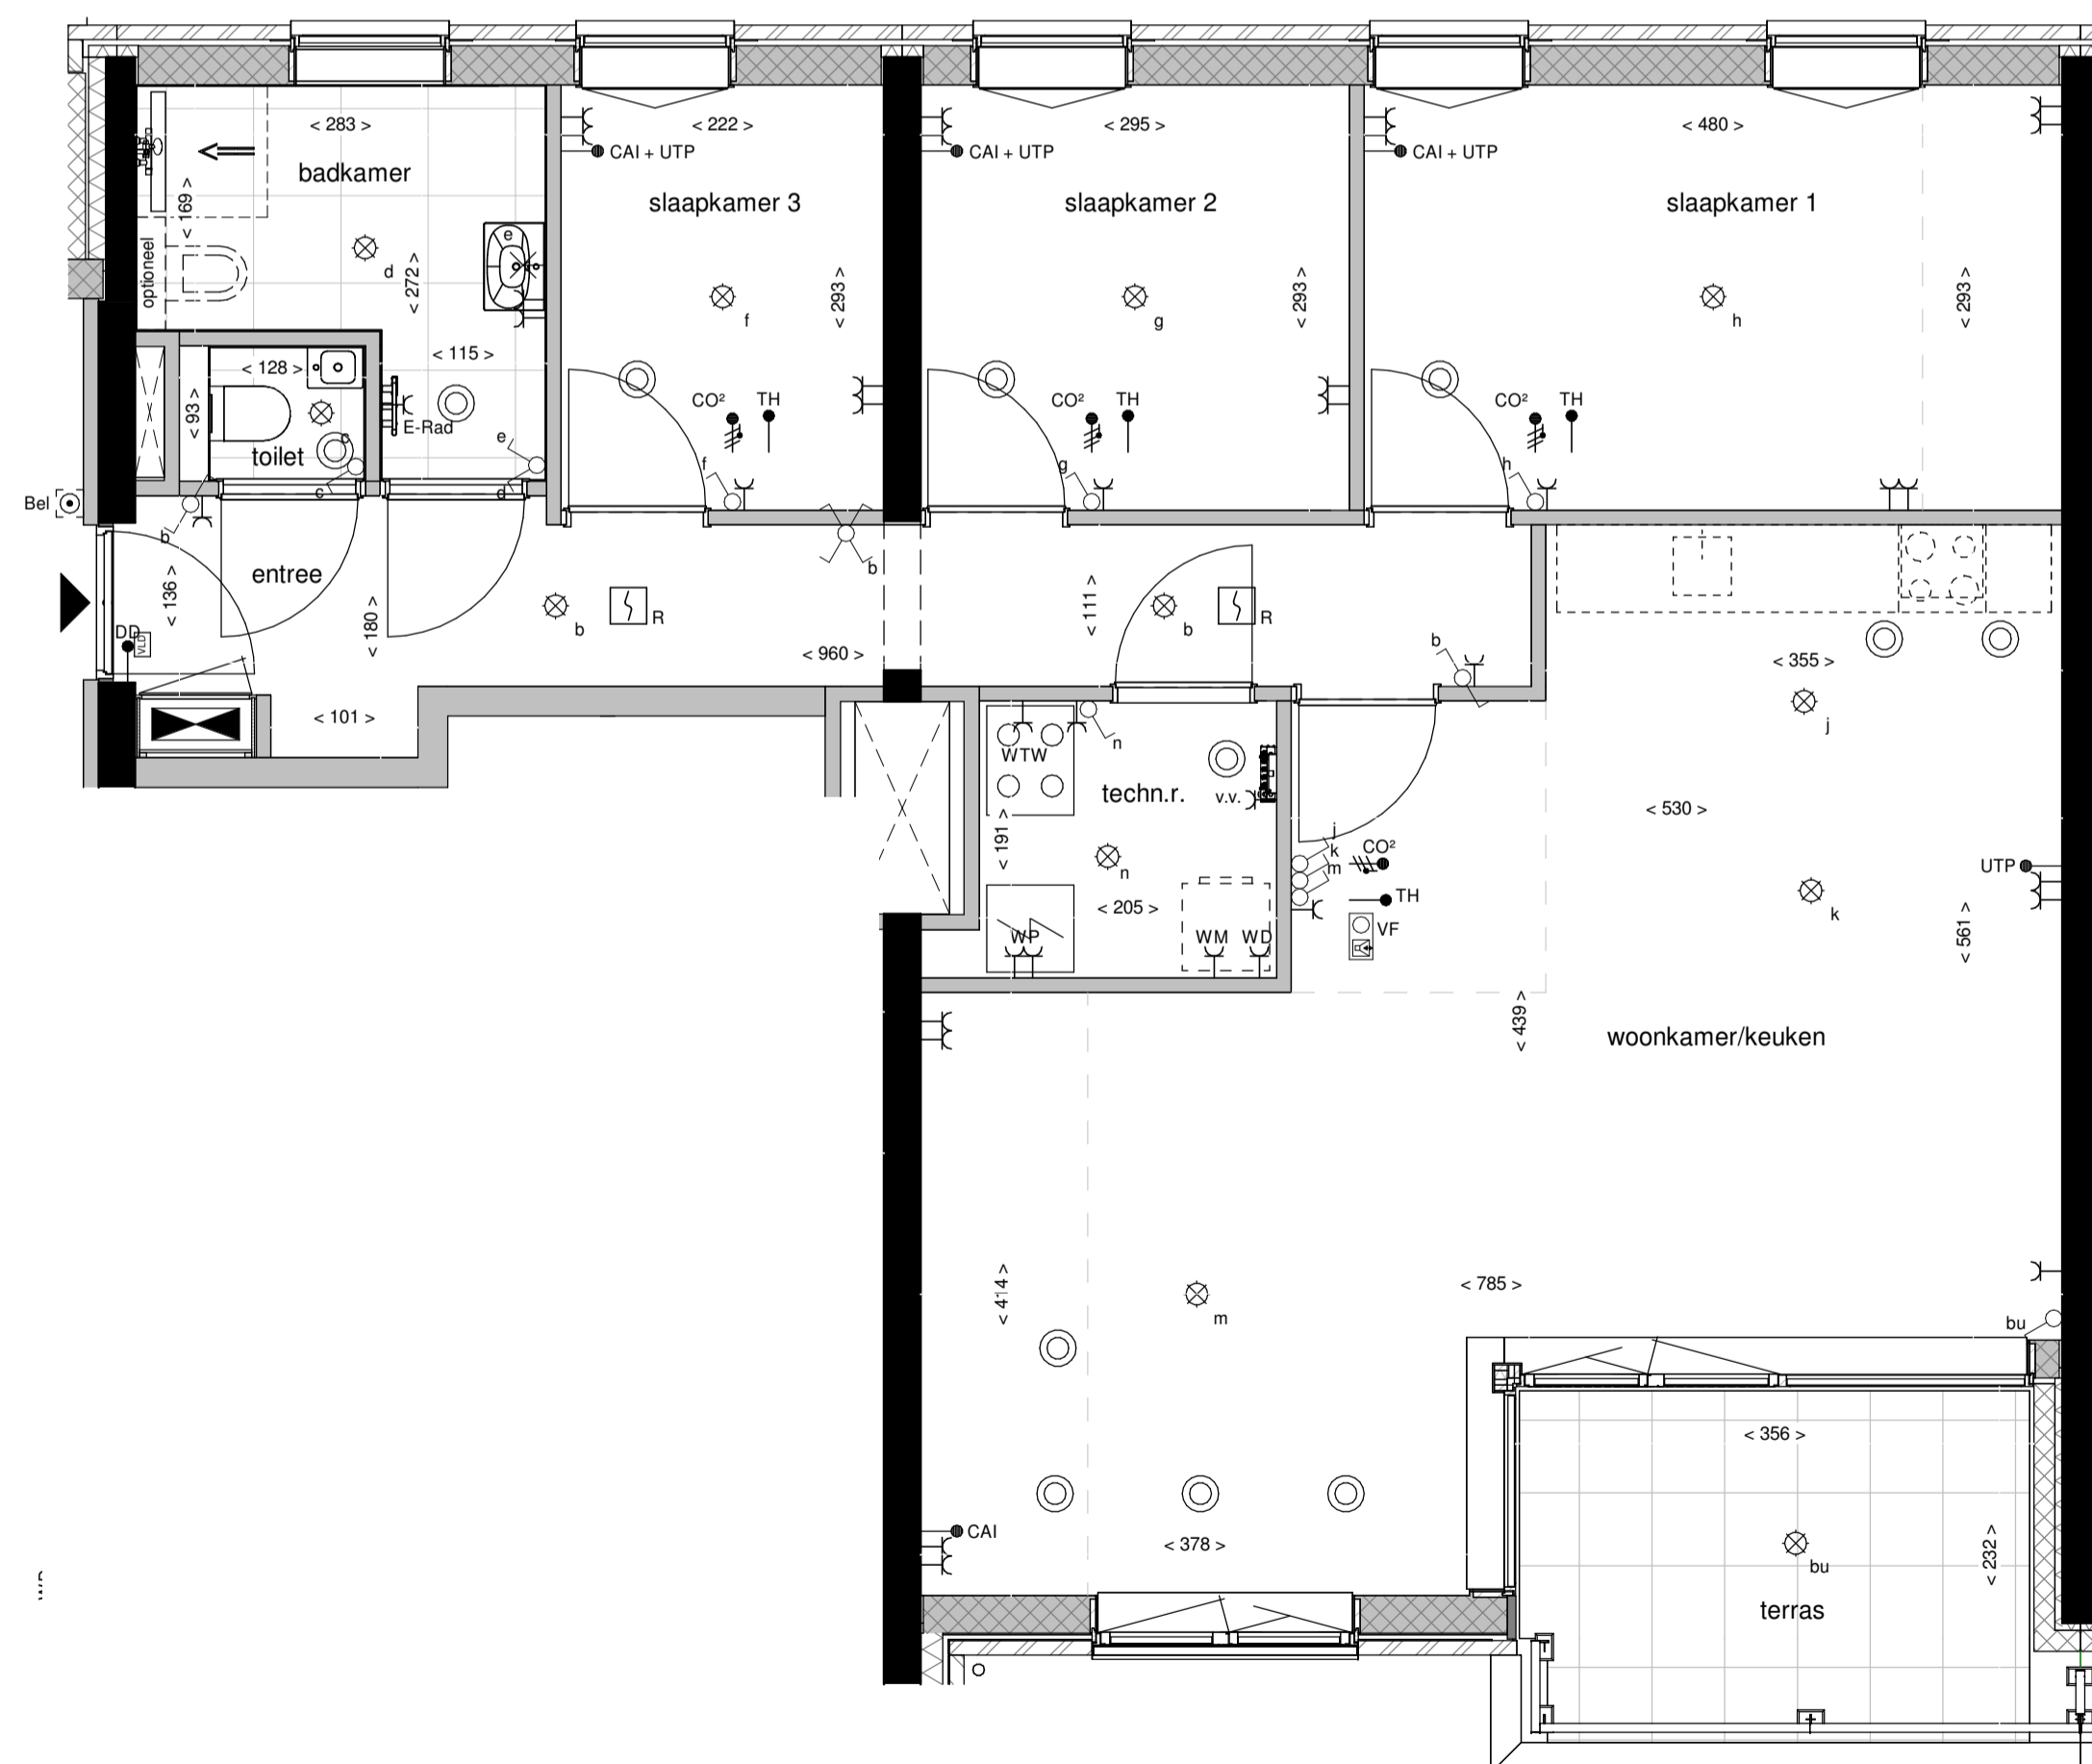 < 283 >
< 222 >
< 295 >
< 480 >
CAI + UTP
CAI + UTP
CAI + UTP
badkamer
slaapkamer 3
slaapkamer 2
slaapkamer 1
< 169 >
optioneel
e
d
< 272 >
f
< 293 >
g
< 293 >
h
< 293 >
< 115 >
< 128 >
< 93 >
E-Rad
c
toilet
e
c
d
CO²
TH
CO²
TH
CO²
TH
f
g
h
Bel
b
entree
< 136 >
< 180 >
b
b
R
< 111 >
b
R
b
DD
VLD
< 960 >
< 101 >
< 355 >
j
n
WTW
techn.r.
v.v.
< 191 >
< 530 >
j
k
m
CO²
UTP
n
TH
k
< 205 >
VF
WP
WM
WD
< 561 >
< 439 >
woonkamer/keuken
< 414 >
m
< 785 >
bu
< 356 >
CAI
< 378 >
bu
< 232 >
terras